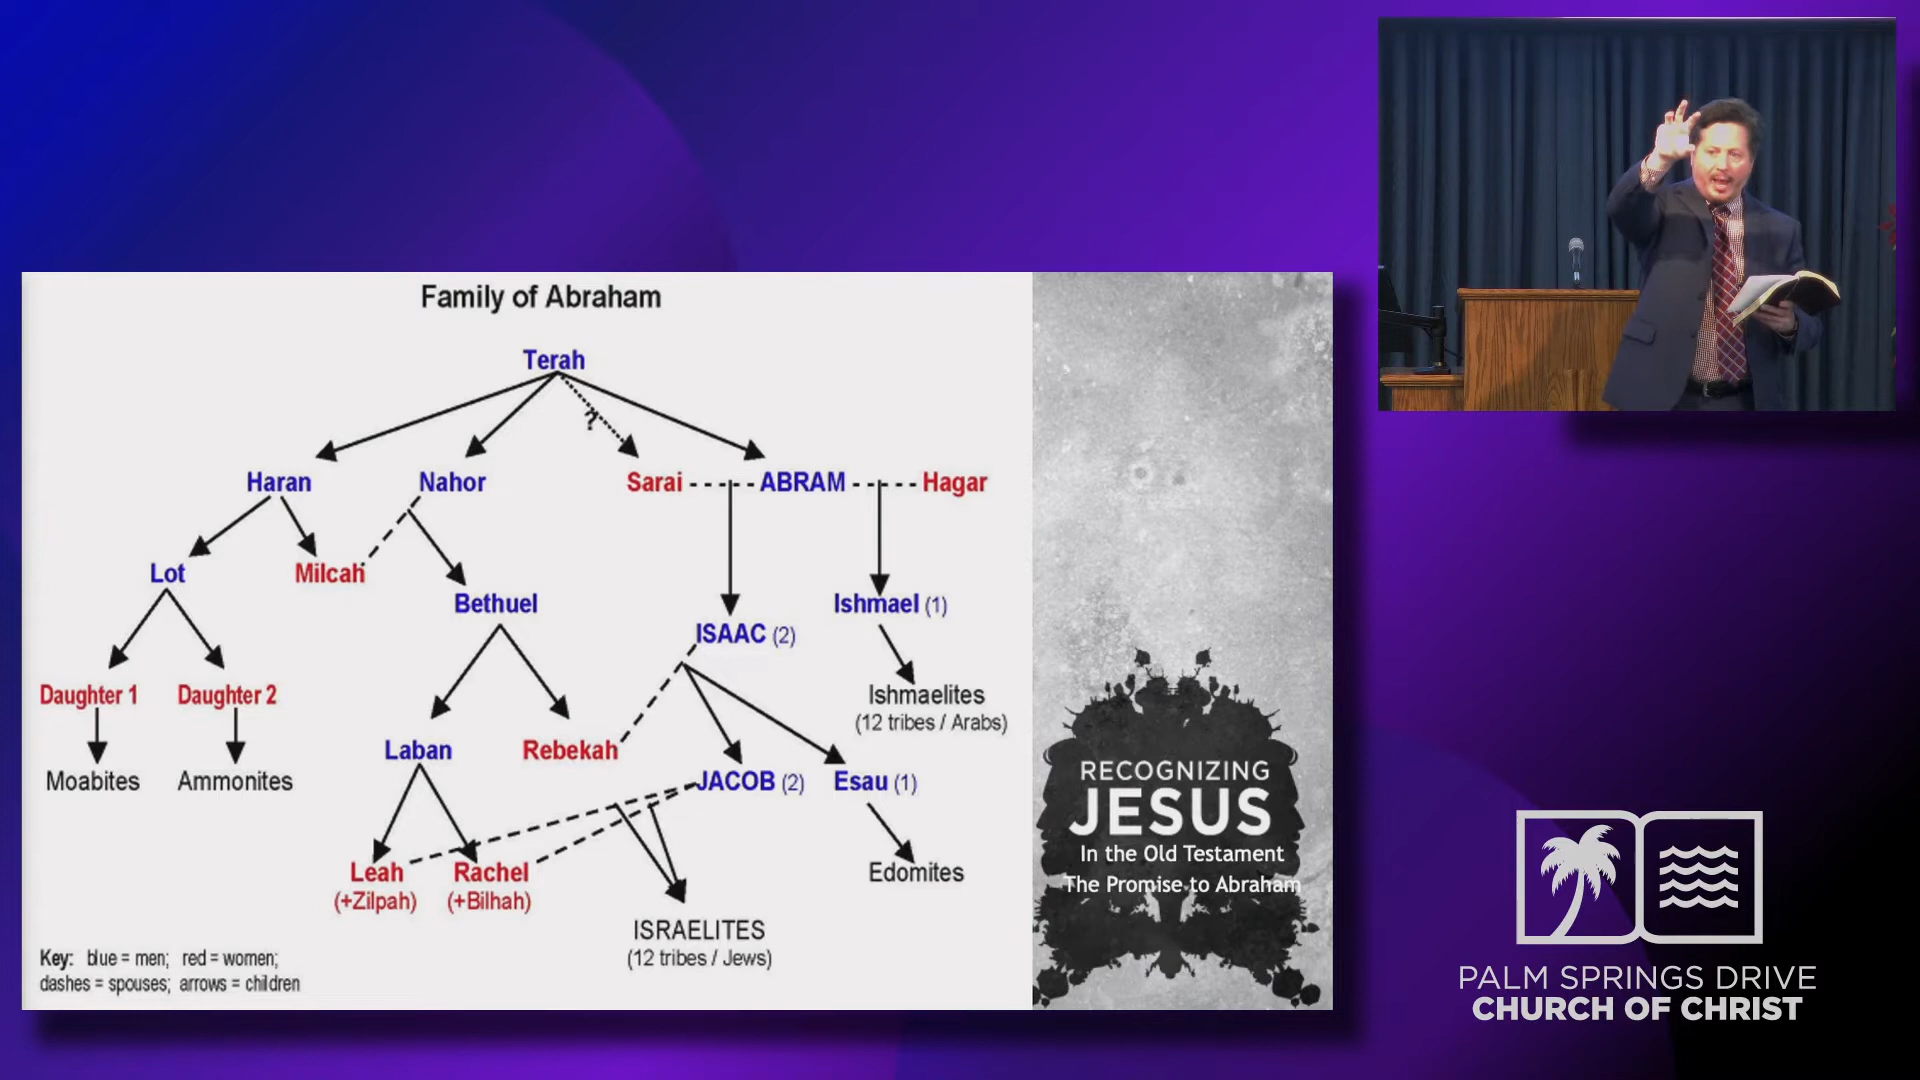 Family of Abraham
Terah
?
Haran Nahor Sarai ABRAM Hagar
Lot Milcah
Bethuel Ishmael (1)
ISAAC (2)
Daughter 1 Daughter 2 Ishmaelites
(12 tribes / Arabs)
Laban Rebekah
Moabites Ammonites JACOB (2) Esau (1)
Leah Rachel Edomites
(+Zilpah) (+Bilhah)
ISRAELITES
(12 tribes / Jews)
Key: blue = men; red = women;
dashes = spouses; arrows = children
RECOGNIZING
JESUS
In the Old Testament
The Promise to Abraham
PALM SPRINGS DRIVE
CHURCH OF CHRIST